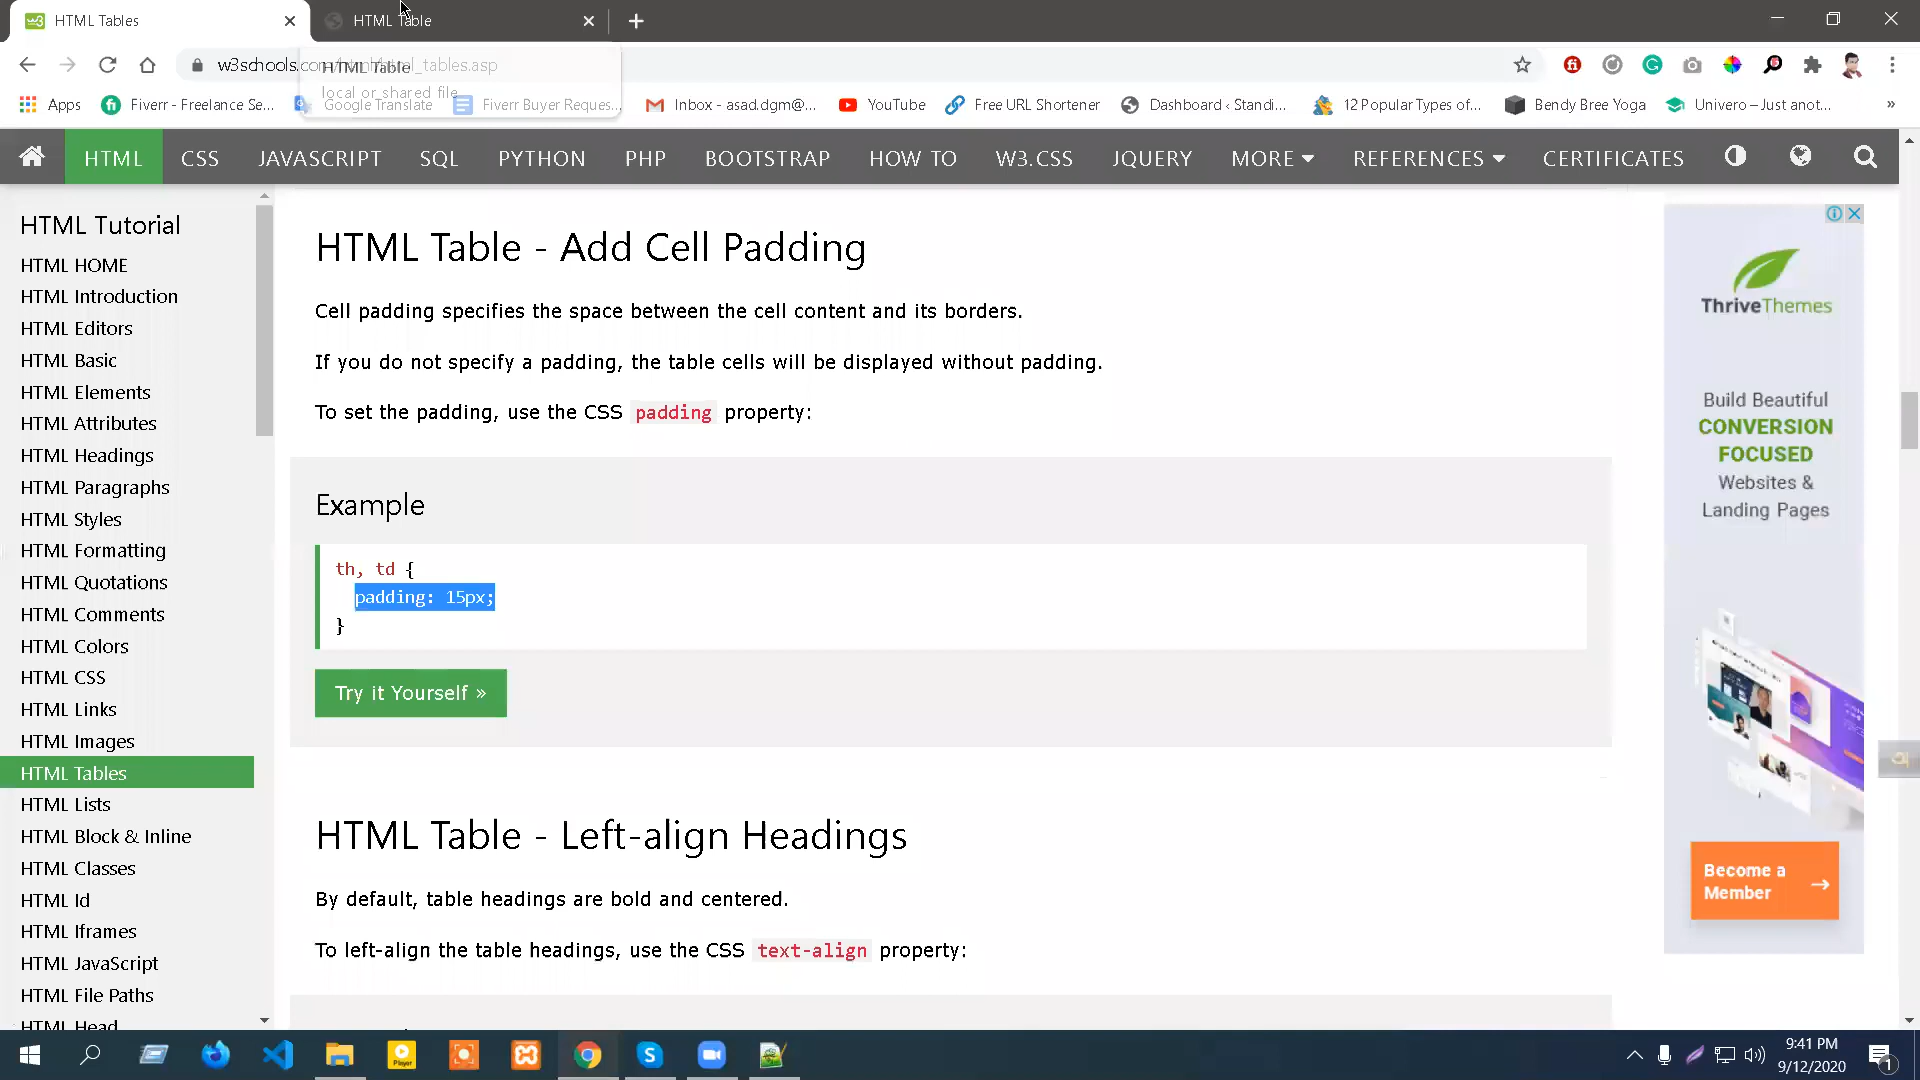 HTML Tables
HTML Table
w3schools.com/html/html_tables.asp
HTML Table
local or shared file
Apps
Fiverr - Freelance Se...
Google Translate
Fiverr Buyer Reques...
Inbox - asad.dgm@...
YouTube
Free URL Shortener
Dashboard ‹ Standi...
12 Popular Types of...
Bendy Bree Yoga
Univero – Just anot...
»
HTML
CSS
JAVASCRIPT
SQL
PYTHON
PHP
BOOTSTRAP
HOW TO
W3.CSS
JQUERY
MORE
REFERENCES
CERTIFICATES
HTML Tutorial
HTML HOME
HTML Introduction
HTML Editors
HTML Basic
HTML Elements
HTML Attributes
HTML Headings
HTML Paragraphs
HTML Styles
HTML Formatting
HTML Quotations
HTML Comments
HTML Colors
HTML CSS
HTML Links
HTML Images
HTML Tables
HTML Lists
HTML Block & Inline
HTML Classes
HTML Id
HTML Iframes
HTML JavaScript
HTML File Paths
HTML Head
HTML Table - Add Cell Padding
Cell padding specifies the space between the cell content and its borders.
If you do not specify a padding, the table cells will be displayed without padding.
To set the padding, use the CSS padding property:
Example
th, td {
padding: 15px;
}
Try it Yourself »
HTML Table - Left-align Headings
By default, table headings are bold and centered.
To left-align the table headings, use the CSS text-align property:
ThriveThemes
Build Beautiful
CONVERSION
FOCUSED
Websites &
Landing Pages
Become a
Member
Player
9:41 PM
9/12/2020
1